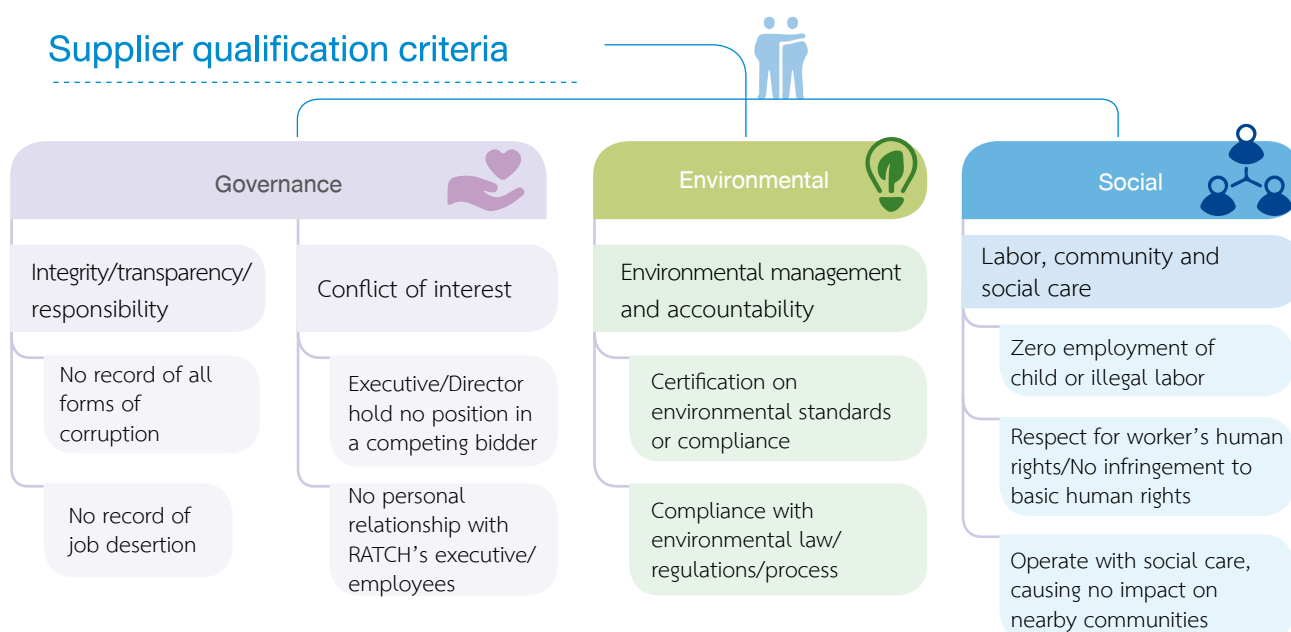 Supplier qualification criteria
Governance
Integrity/transparency/
responsibility
No record of all
forms of
corruption
No record of
job desertion
Conflict of interest
Executive/Director
hold no position in
a competing bidder
No personal
relationship with
RATCH's executive/
employees
Environmental
Environmental management
and accountability
Certification on
environmental standards
or compliance
Compliance with
environmental law/
regulations/process
Social
Labor, community and
social care
Zero employment of
child or illegal labor
Respect for worker's human
rights/No infringement to
basic human rights
Operate with social care,
causing no impact on
nearby communities